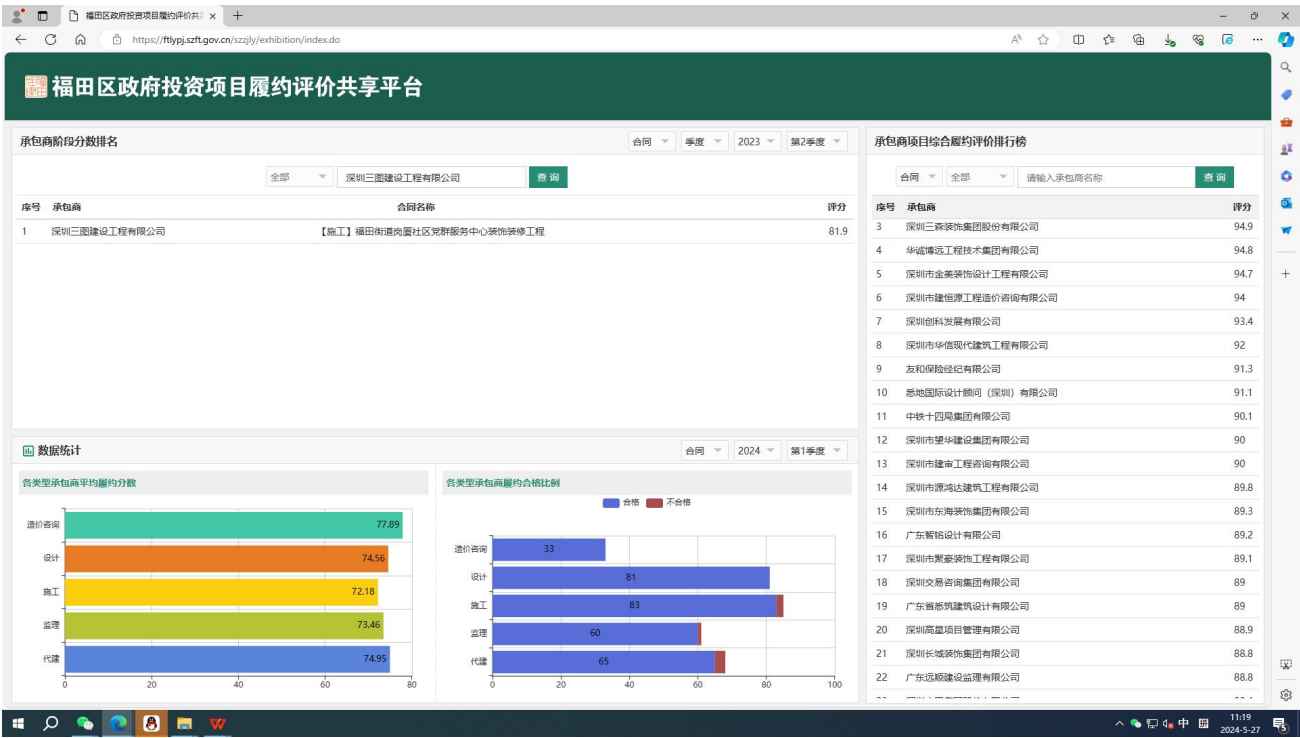 福田区政府投资项目履约评价共享平台
https://ftlypj.szft.gov.cn/szzjly/exhibition/index.do
福田区政府投资项目履约评价共享平台
承包商阶段分数排名 合同 季度 2023 第2季度
全部 深圳三图建设工程有限公司 查询
序号 承包商 合同名称 评分
1 深圳三图建设工程有限公司 【施工】福田街道岗厦社区党群服务中心装饰装修工程 81.9
数据统计 合同 2024 第1季度
各类型承包商平均履约分数
造价咨询 77.89
设计 74.56
施工 72.18
监理 73.46
代建 74.95
0 20 40 60 80
各类型承包商履约合格比例
合格 不合格
造价咨询 33
设计 81
施工 83
监理 60
代建 65
0 20 40 60 80 100
承包商项目综合履约评价排行榜
合同 全部 请输入承包商名称 查询
序号 承包商 评分
3 深圳三森装饰集团股份有限公司 94.9
4 华诚博远工程技术集团有限公司 94.8
5 深圳市金美装饰设计工程有限公司 94.7
6 深圳市建恒源工程造价咨询有限公司 94
7 深圳创科发展有限公司 93.4
8 深圳市华信现代建筑工程有限公司 92
9 友和保险经纪有限公司 91.3
10 悉地国际设计顾问（深圳）有限公司 91.1
11 中铁十四局集团有限公司 90.1
12 深圳市望华建设集团有限公司 90
13 深圳市建宙工程咨询有限公司 90
14 深圳市源鸿达建筑工程有限公司 89.8
15 深圳市东海装饰集团有限公司 89.3
16 广东智铭设计有限公司 89.2
17 深圳市聚豪装饰工程有限公司 89.1
18 深圳交易咨询集团有限公司 89
19 广东省悉筑建筑设计有限公司 89
20 深圳高星项目管理有限公司 88.9
21 深圳长城装饰集团有限公司 88.8
22 广东远顺建设监理有限公司 88.8
中
11:19
2024-5-27